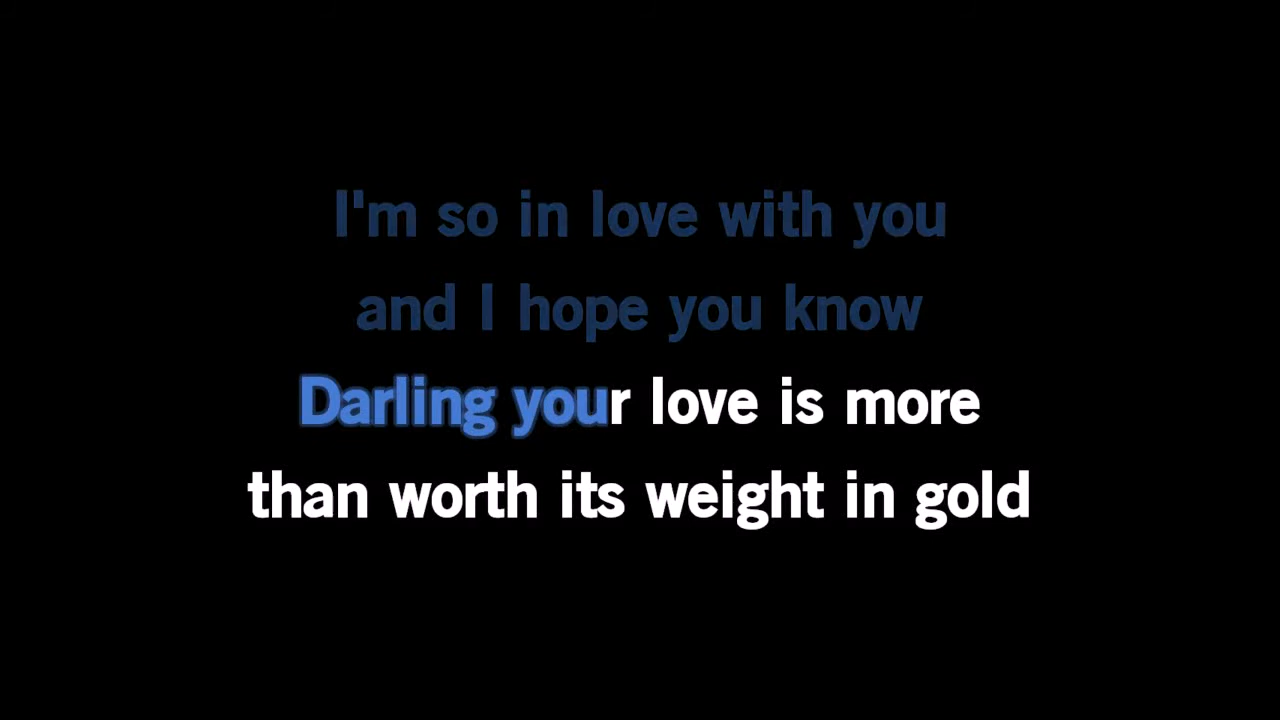 I'm so in love with you
and I hope you know
Darling your love is more
than worth its weight in gold